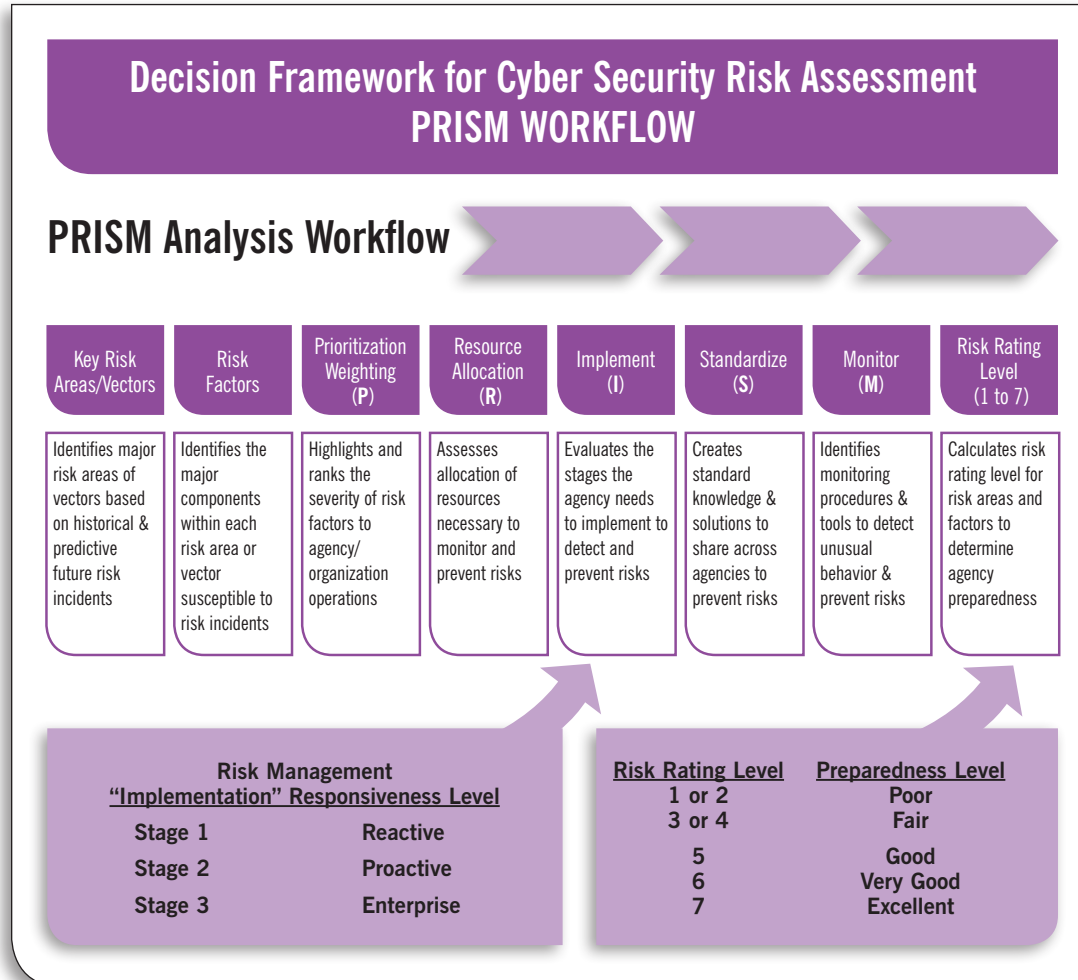 Decision Framework for Cyber Security Risk Assessment
PRISM WORKFLOW
PRISM Analysis Workflow
Key Risk
Areas/Vectors
Identifies major
risk areas of
vectors based
on historical &
predictive
future risk
incidents
Risk
Factors
Identifies the
major
components
within each
risk area or
vector
susceptible to
risk incidents
Prioritization
Weighting
(P)
Highlights and
ranks the
severity of risk
factors to
agency/
organization
operations
Resource
Allocation
(R)
Assesses
allocation of
resources
necessary to
monitor and
prevent risks
Implement
(I)
Evaluates the
stages the
agency needs
to implement to
detect and
prevent risks
Standardize
(S)
Creates
standard
knowledge &
solutions to
share across
agencies to
prevent risks
Monitor
(M)
Identifies
monitoring
procedures &
tools to detect
unusual
behavior &
prevent risks
Risk Rating
Level
(1 to 7)
Calculates risk
rating level for
risk areas and
factors to
determine
agency
preparedness
Risk Management
“Implementation” Responsiveness Level
Stage 1 Reactive
Stage 2 Proactive
Stage 3 Enterprise
Risk Rating Level Preparedness Level
1 or 2 Poor
3 or 4 Fair
5 Good
6 Very Good
7 Excellent